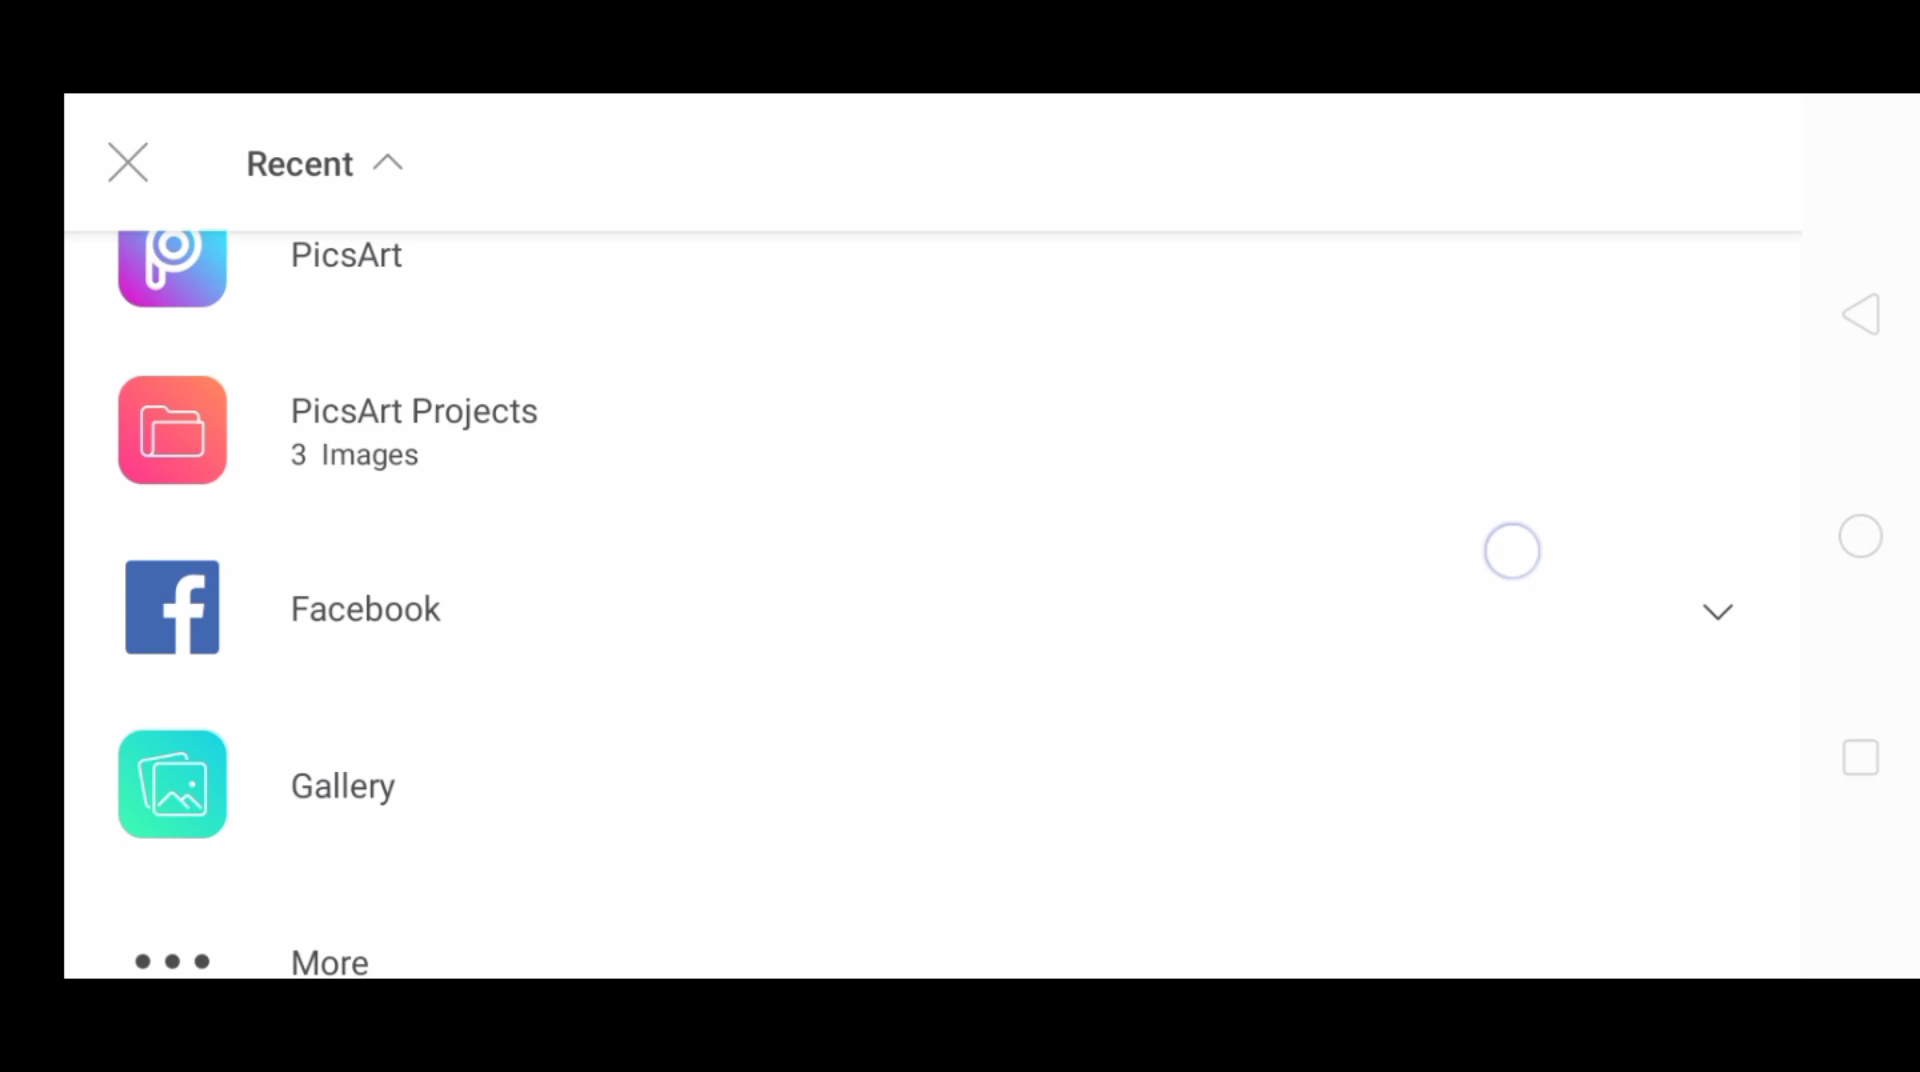 Recent
PicsArt
PicsArt Projects
3 Images
Facebook
Gallery
More